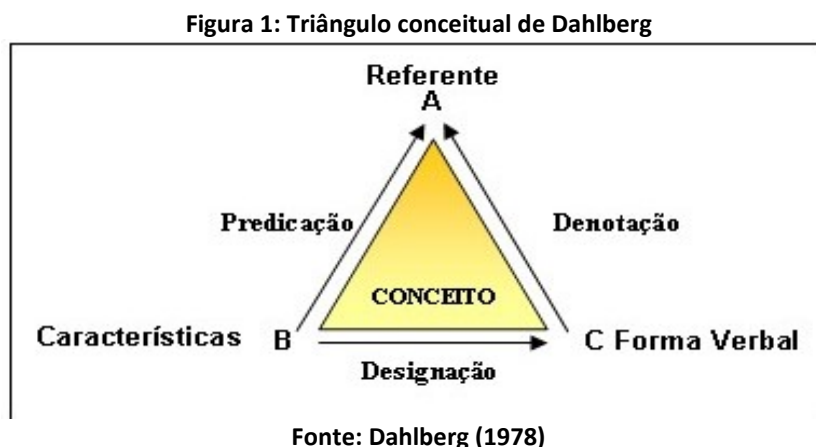 Figura 1: Triângulo conceitual de Dahlberg
Referente
A
Predicação
Denotação
CONCEITO
Características B
C Forma Verbal
Designação
Fonte: Dahlberg (1978)